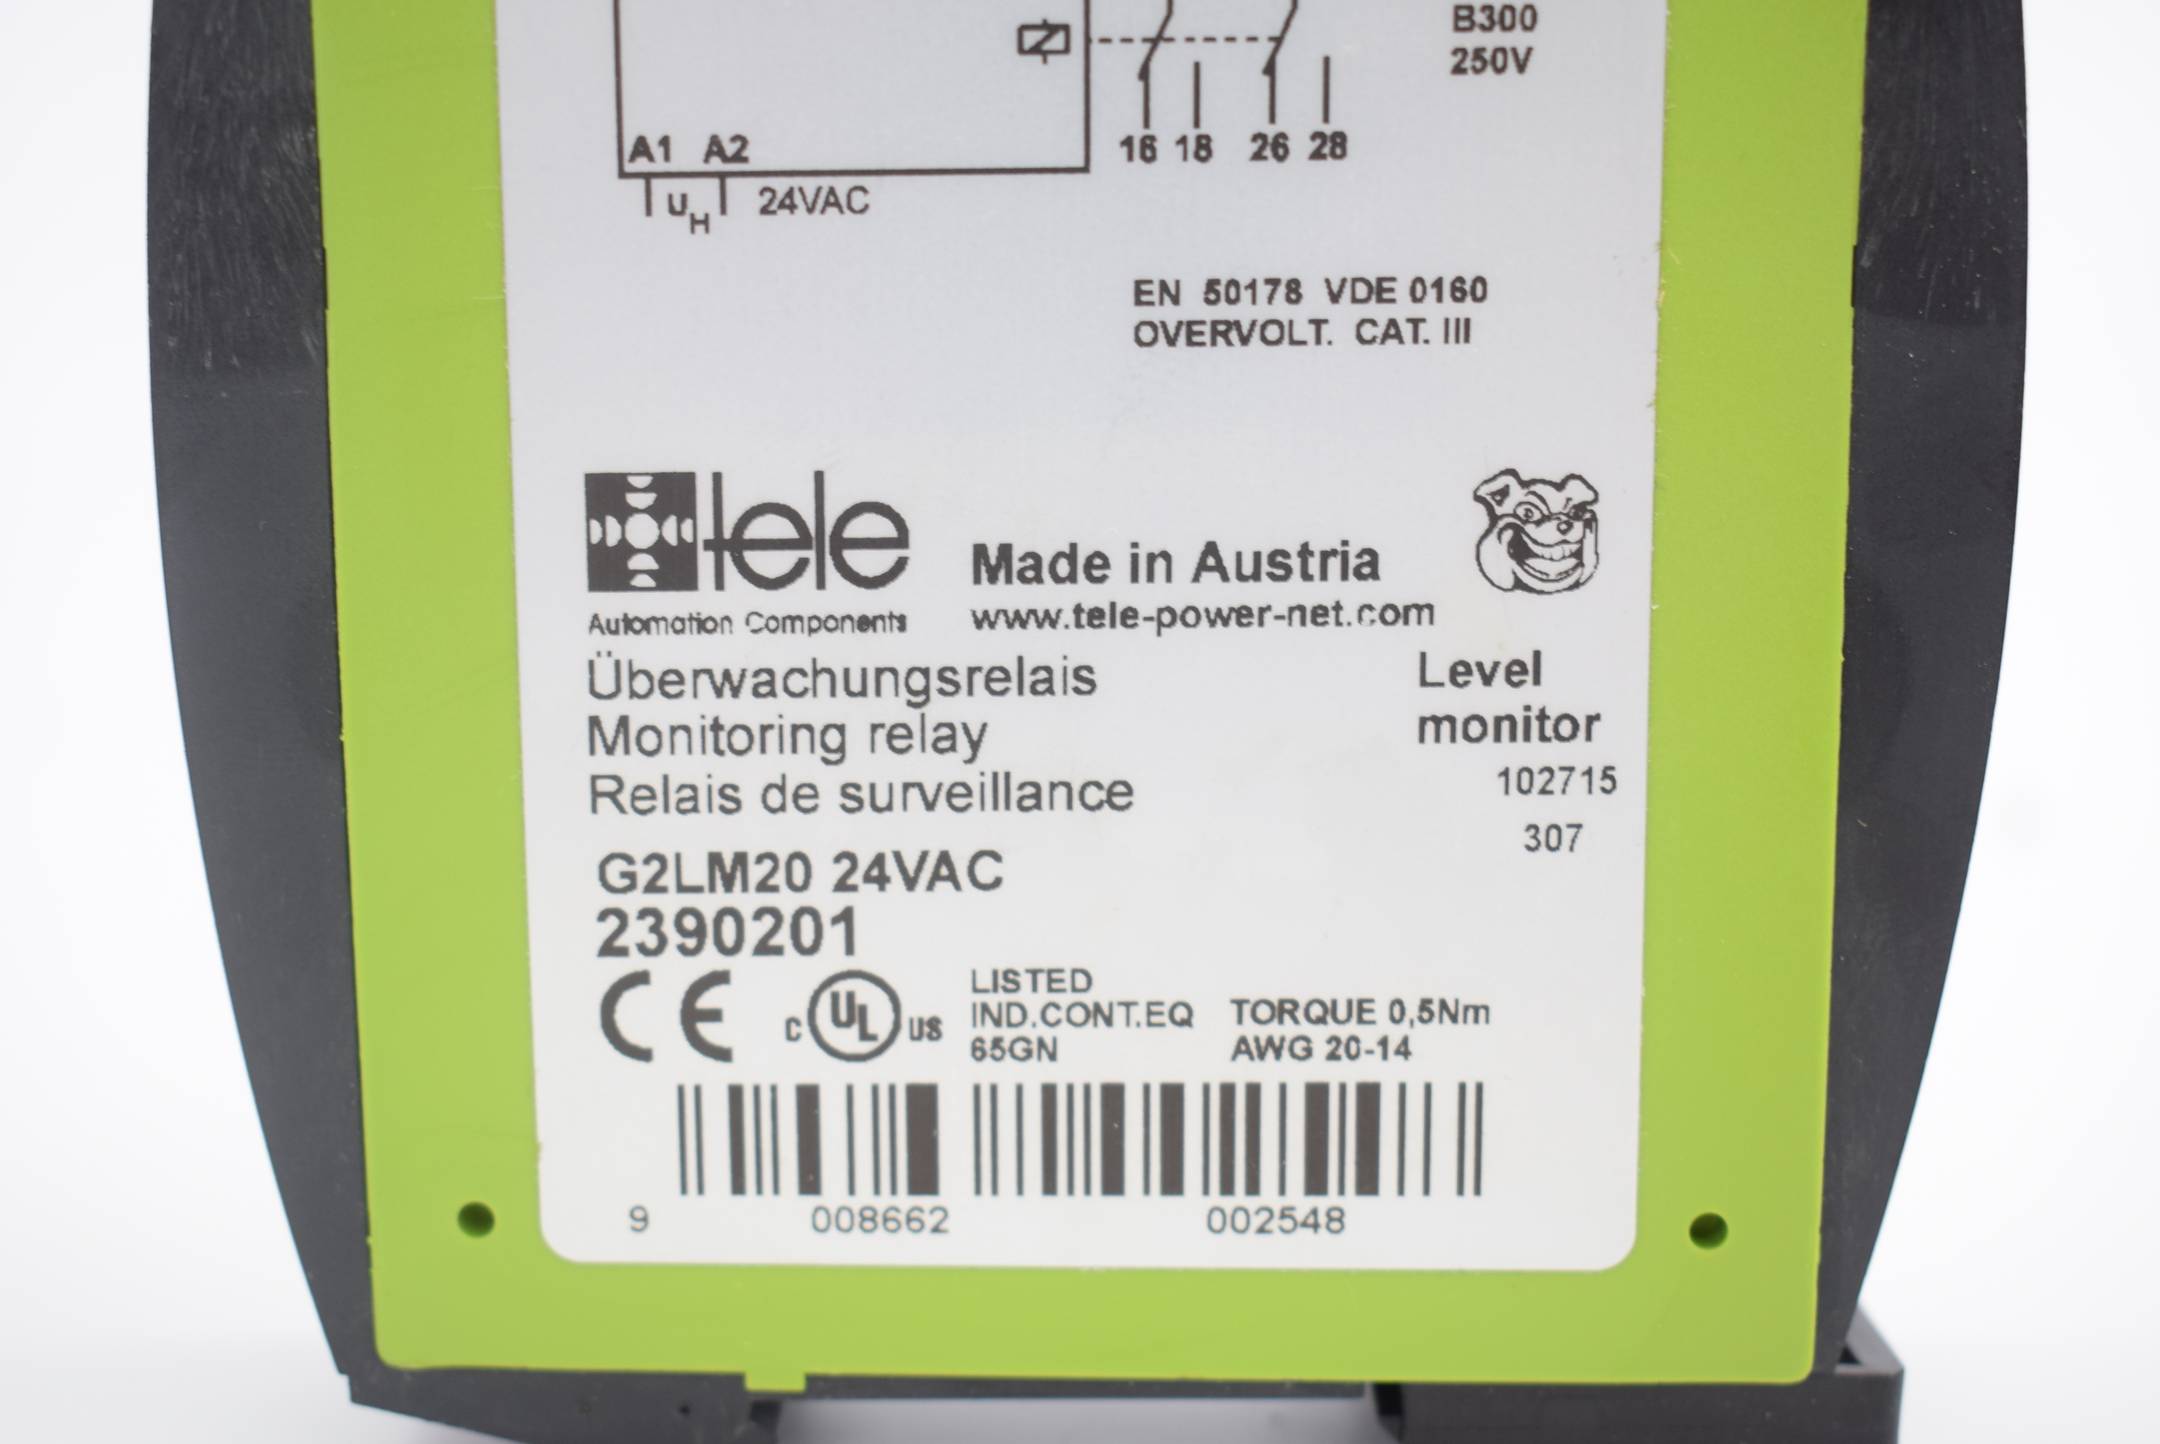 B300
250V
16 18 26 28
A1 A2
UH 24VAC
EN 50178 VDE 0160
OVERVOLT. CAT. III
tele
Automation Components
Made in Austria
www.tele-power-net.com
Überwachungsrelais
Monitoring relay
Relais de surveillance
Level
monitor
102715
307
G2LM20 24VAC
2390201
CE
C UL US
LISTED
IND.CONT.EQ
65GN
TORQUE 0,5Nm
AWG 20-14
9 008662 002548